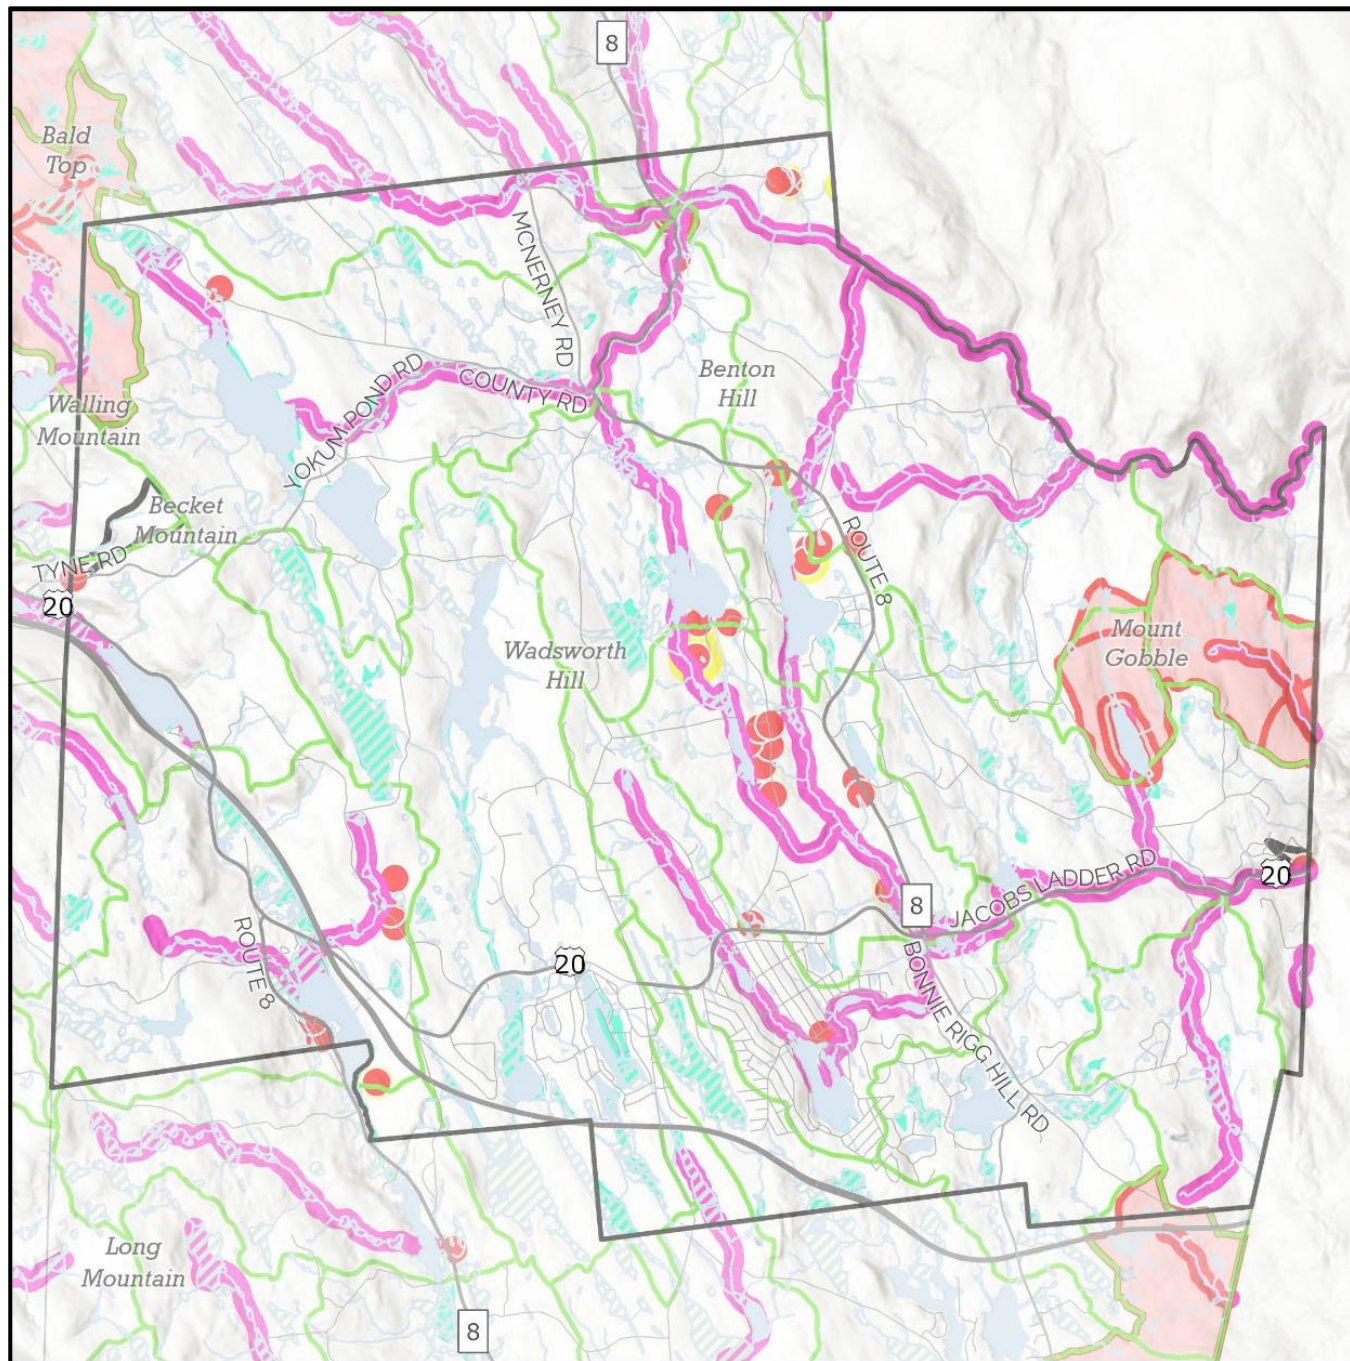 8
Bald
Top
MCNERNEY RD
Benton
Hill
YOKUM POND RD
COUNTY RD
Walling
Mountain
Becket
Mountain
TYNE RD
20
ROUTE 8
Wadsworth
Hill
Mount
Gobble
JACOBS LADDER RD
20
8
ROUTE 8
20
BONNIE RIGG HILL RD
Long
Mountain
8